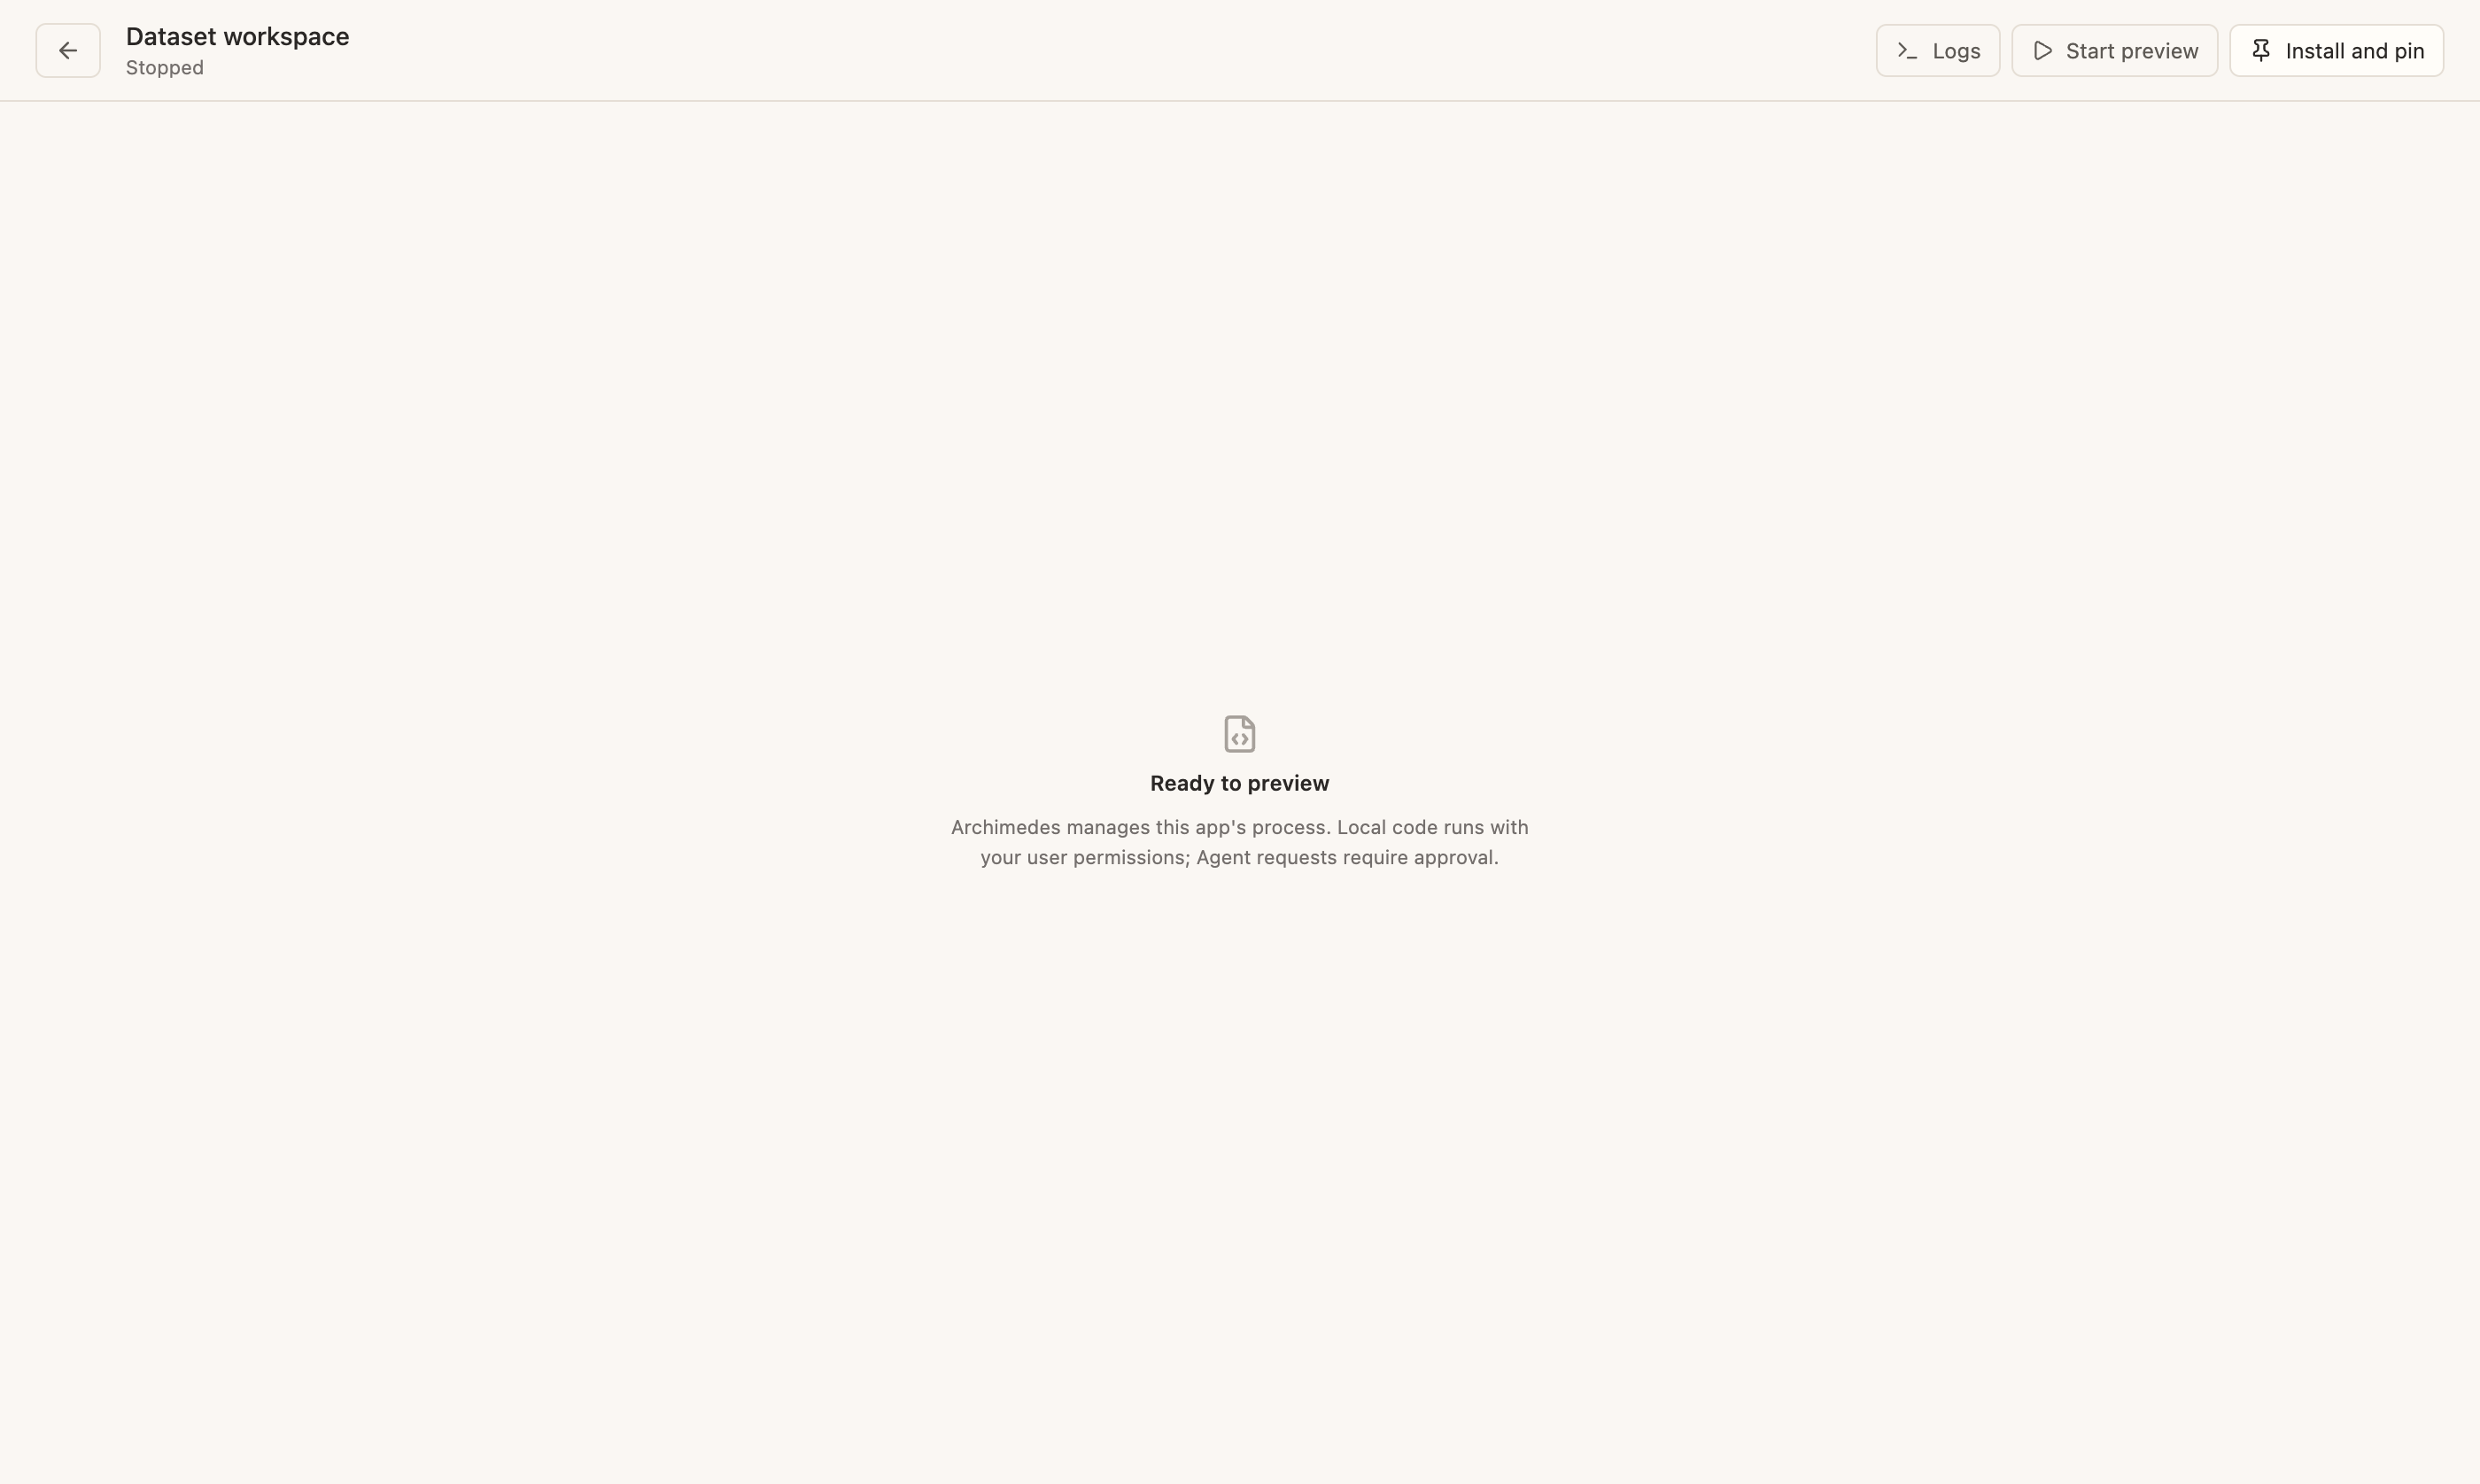 Dataset workspace
Stopped
Logs
Start preview
Install and pin
Ready to preview
Archimedes manages this app's process. Local code runs with
your user permissions; Agent requests require approval.